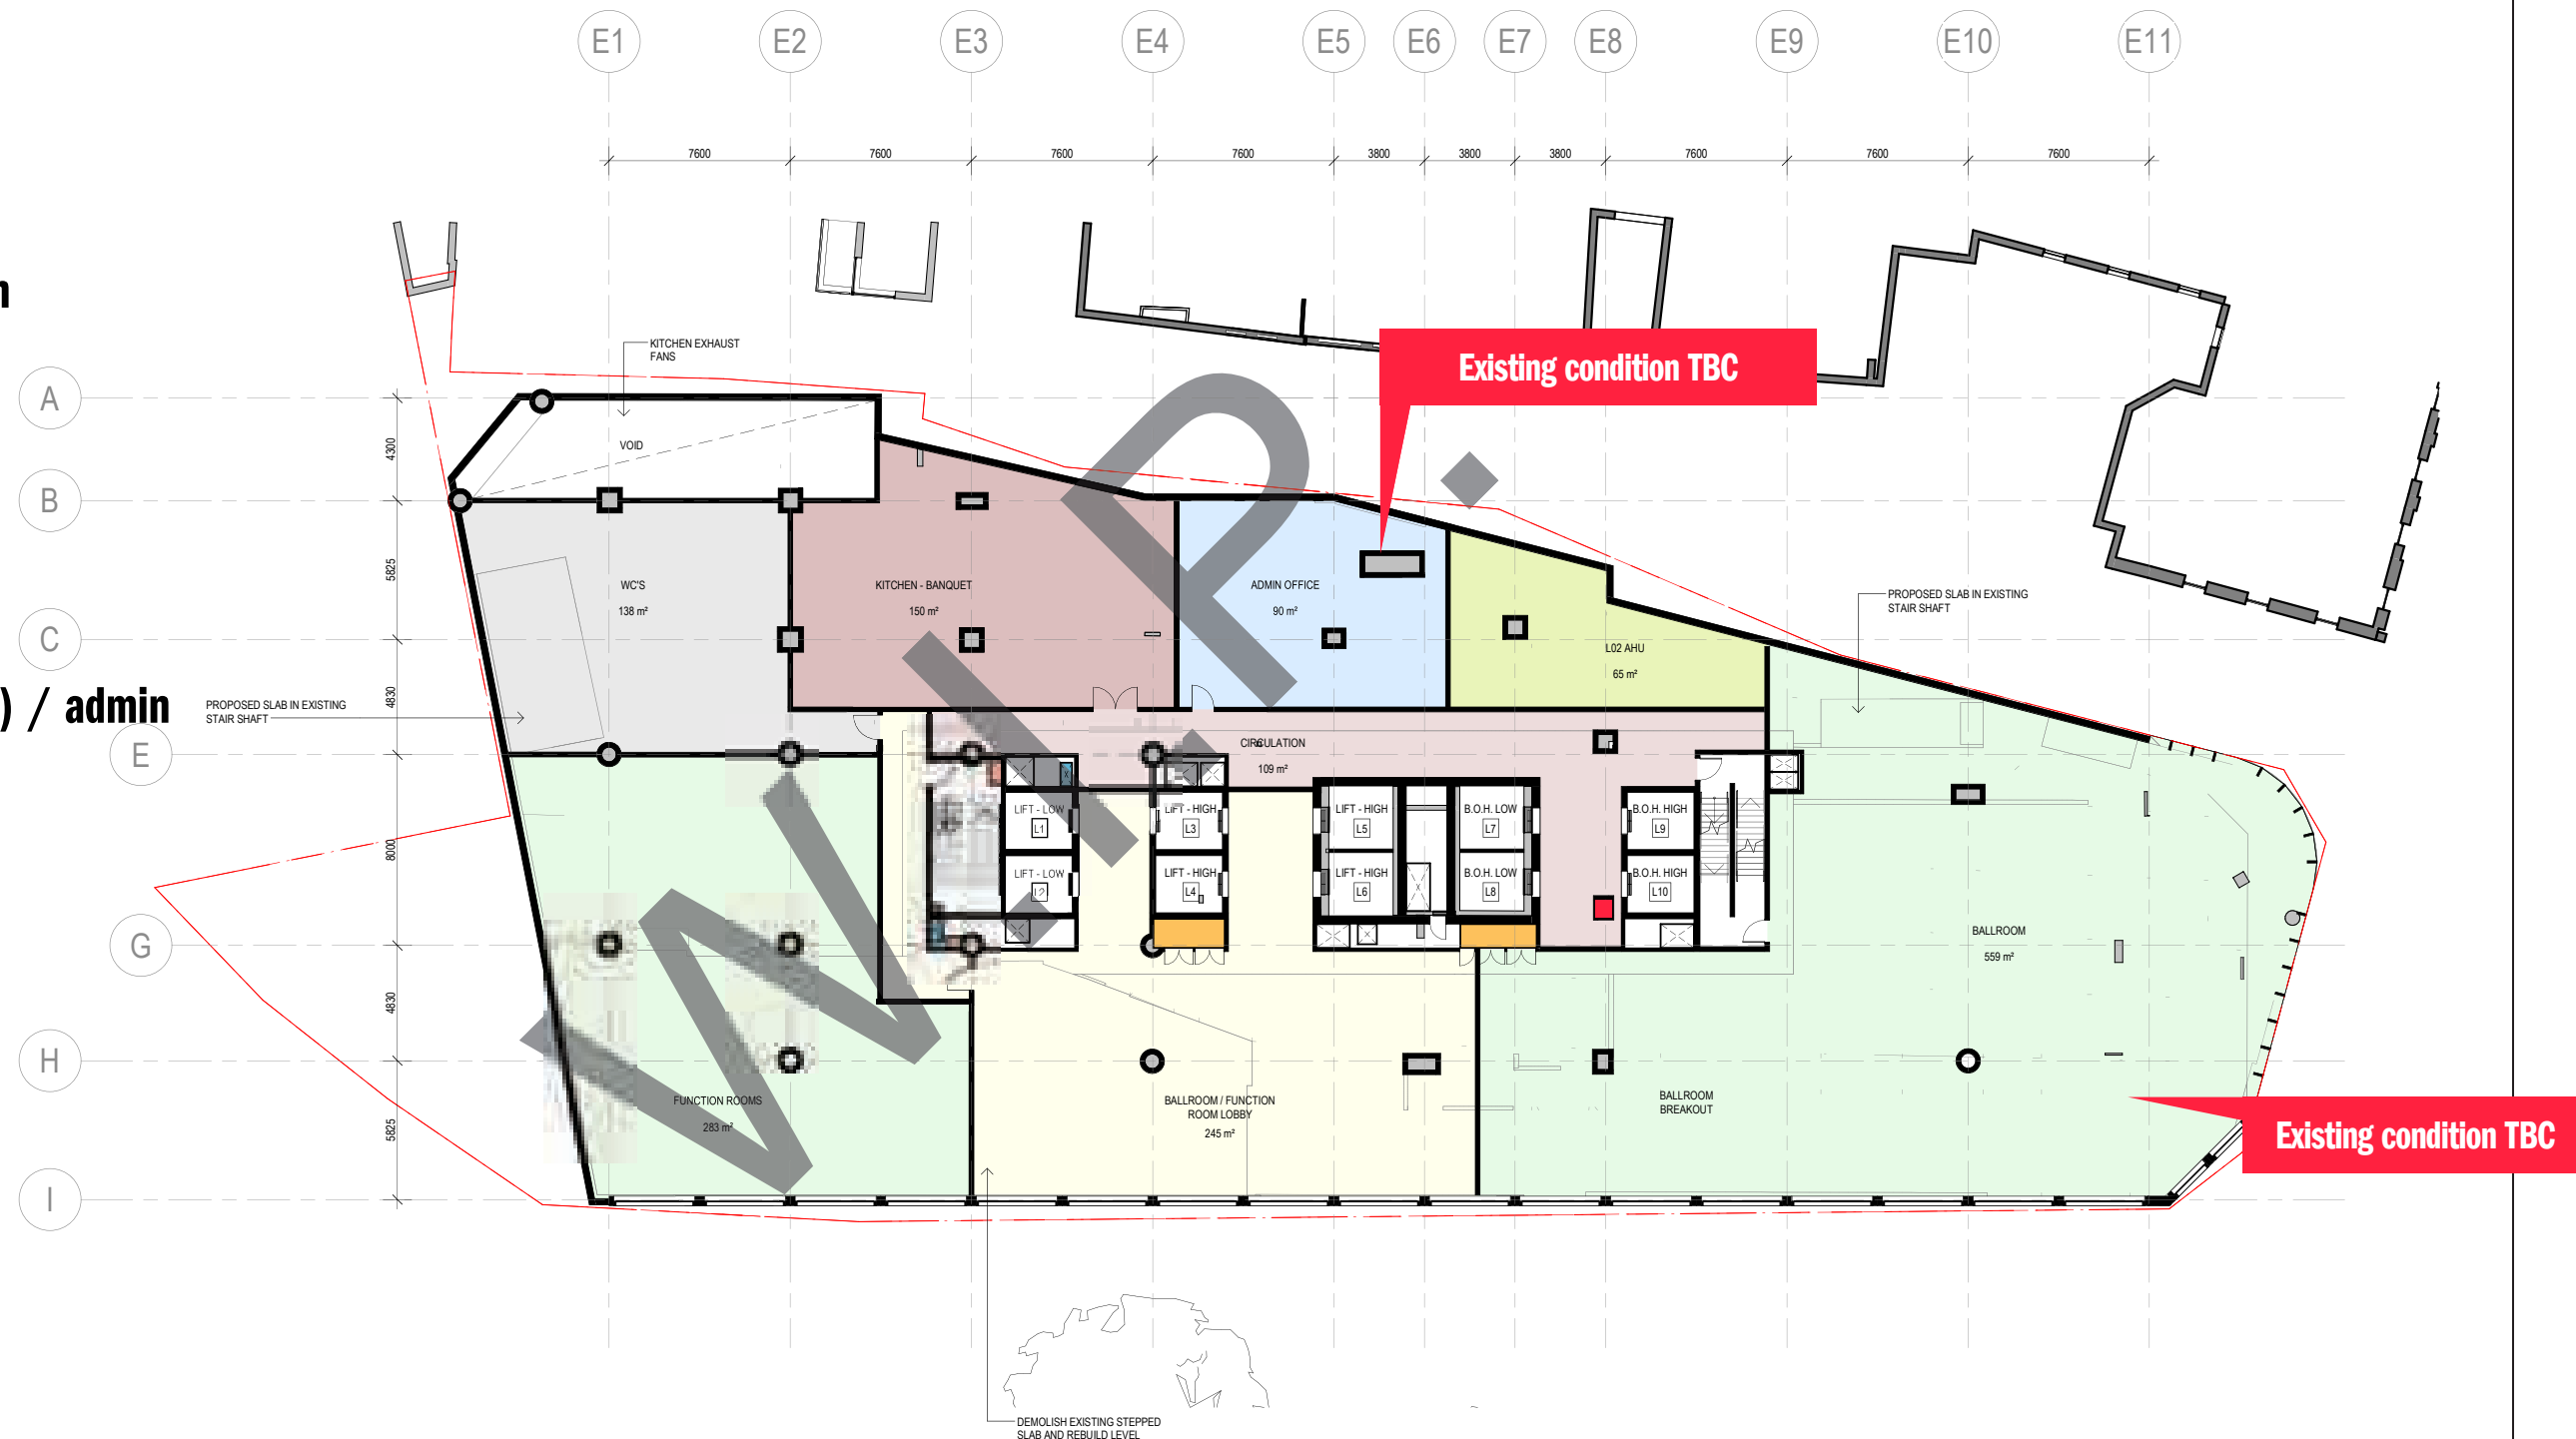 E1 E2 E3 E4 E5 E6 E7 E8 E9 E10 E11
7600 7600 7600 7600 3800 3800 3800 7600 7600 7600
KITCHEN EXHAUST
FANS
Existing condition TBC
A
4300
VOID
B
5825
WC'S
138 m²
KITCHEN - BANQUET
150 m²
ADMIN OFFICE
90 m²
PROPOSED SLAB IN EXISTING
STAIR SHAFT
C
L02 AHU
65 m²
) / admin
4830
PROPOSED SLAB IN EXISTING
STAIR SHAFT
E
CIRCULATION
109 m²
8000
LIFT - LOW
L1
LIFT - HIGH
L3
LIFT - HIGH
L5
B.O.H. LOW
L7
B.O.H. HIGH
L9
LIFT - LOW
L2
LIFT - HIGH
L4
LIFT - HIGH
L6
B.O.H. LOW
L8
B.O.H. HIGH
L10
G
BALLROOM
559 m²
4830
H
FUNCTION ROOMS
283 m²
BALLROOM / FUNCTION
ROOM LOBBY
245 m²
BALLROOM
BREAKOUT
5825
Existing condition TBC
I
DEMOLISH EXISTING STEPPED
SLAB AND REBUILD LEVEL
W.I.P.